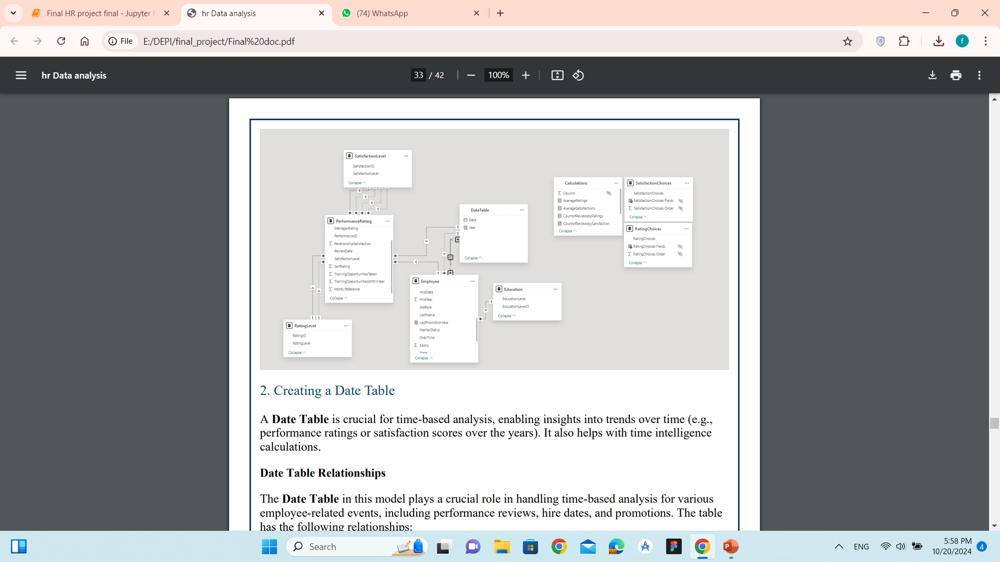 Final HR project final - Jupyter N
hr Data analysis
(74) WhatsApp
File
E:/DEPI/final_project/Final%20doc.pdf
f
hr Data analysis
33 / 42
100%
SatisfactionLevel
SatisfactionID
SatisfactionLevel
Collapse
PerformanceRating
ManagerRating
PerformanceID
RelationshipSatisfaction
ReviewDate
SatisfactionLevel
SelfRating
TrainingOpportunitiesTaken
TrainingOpportunitiesWithinYear
WorkLifeBalance
Collapse
RatingLevel
RatingID
RatingLevel
Collapse
DateTable
Date
Year
Collapse
Employee
HireDate
HireYear
JobRole
LastName
LastPromotionYear
MaritalStatus
OverTime
Salary
State
Collapse
Education
EducationLevel
EducationLevelID
Collapse
Calculations
Column
AverageRatings
AverageSatisfactions
CountofReviewsbyRatings
CountofReviewsbySatisfaction
Collapse
SatisfactionChoices
SatisfactionChoices
SatisfactionChoices Fields
SatisfactionChoices Order
Collapse
RatingChoices
RatingChoices
RatingChoices Fields
RatingChoices Order
Collapse
2. Creating a Date Table
A Date Table is crucial for time-based analysis, enabling insights into trends over time (e.g.,
performance ratings or satisfaction scores over the years). It also helps with time intelligence
calculations.
Date Table Relationships
The Date Table in this model plays a crucial role in handling time-based analysis for various
employee-related events, including performance reviews, hire dates, and promotions. The table
has the following relationships:
Search
ENG
5:58 PM
10/20/2024
4